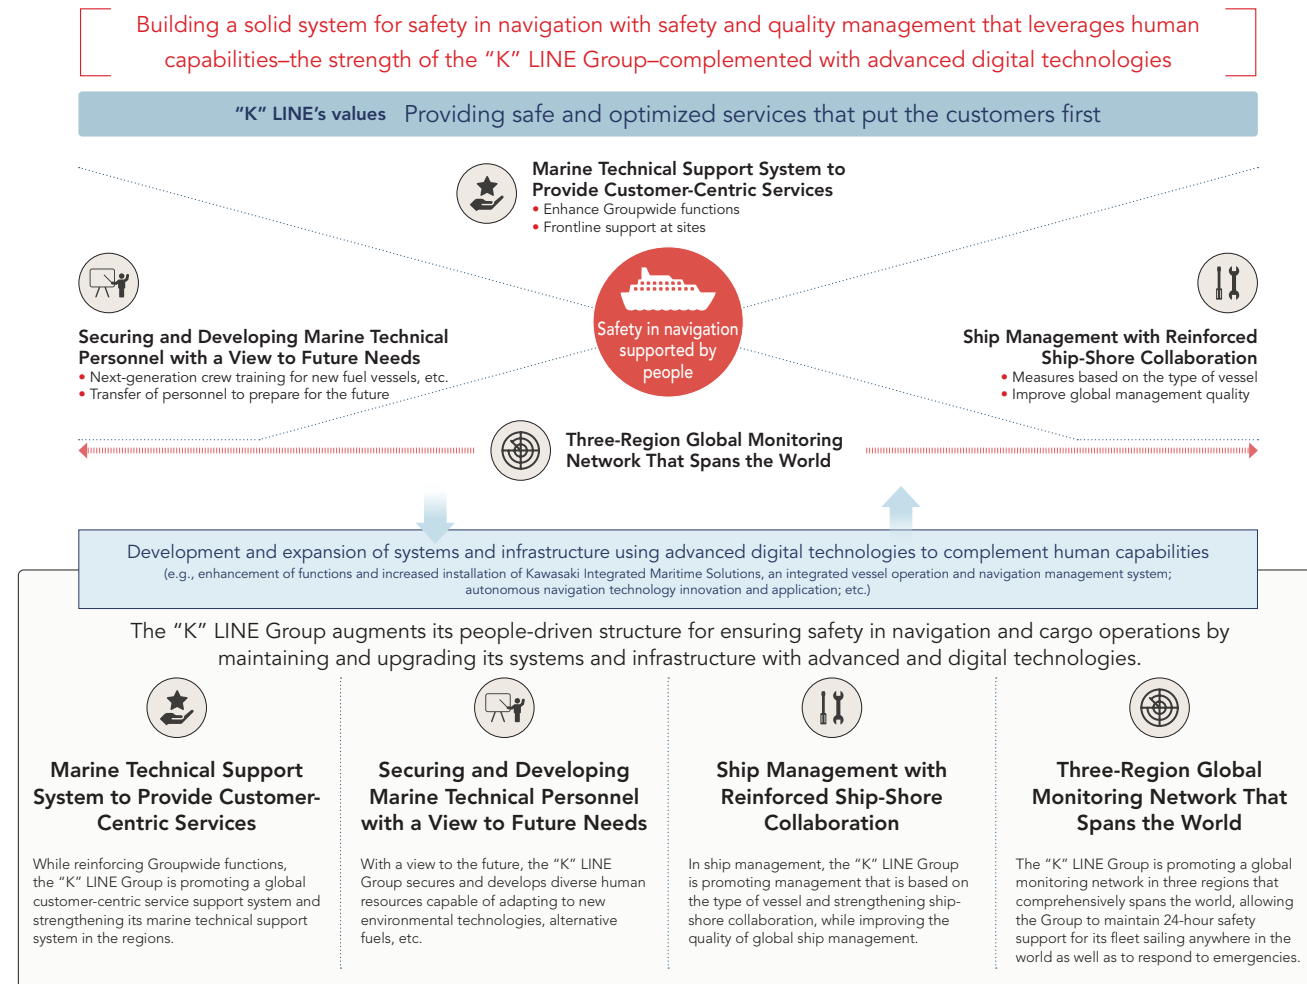 Building a solid system for safety in navigation with safety and quality management that leverages human
capabilities–the strength of the “K” LINE Group–complemented with advanced digital technologies
“K” LINE’s values Providing safe and optimized services that put the customers first
Marine Technical Support System to
Provide Customer-Centric Services
• Enhance Groupwide functions
• Frontline support at sites
Securing and Developing Marine Technical
Personnel with a View to Future Needs
• Next-generation crew training for new fuel vessels, etc.
• Transfer of personnel to prepare for the future
Safety in navigation
supported by
people
Ship Management with Reinforced
Ship-Shore Collaboration
• Measures based on the type of vessel
• Improve global management quality
Three-Region Global Monitoring
Network That Spans the World
Development and expansion of systems and infrastructure using advanced digital technologies to complement human capabilities
(e.g., enhancement of functions and increased installation of Kawasaki Integrated Maritime Solutions, an integrated vessel operation and navigation management system;
autonomous navigation technology innovation and application; etc.)
The “K” LINE Group augments its people-driven structure for ensuring safety in navigation and cargo operations by
maintaining and upgrading its systems and infrastructure with advanced and digital technologies.
Marine Technical Support
System to Provide Customer-
Centric Services
While reinforcing Groupwide functions,
the “K” LINE Group is promoting a global
customer-centric service support system and
strengthening its marine technical support
system in the regions.
Securing and Developing
Marine Technical Personnel
with a View to Future Needs
With a view to the future, the “K” LINE
Group secures and develops diverse human
resources capable of adapting to new
environmental technologies, alternative
fuels, etc.
Ship Management with
Reinforced Ship-Shore
Collaboration
In ship management, the “K” LINE Group
is promoting management that is based on
the type of vessel and strengthening ship-
shore collaboration, while improving the
quality of global ship management.
Three-Region Global
Monitoring Network That
Spans the World
The “K” LINE Group is promoting a global
monitoring network in three regions that
comprehensively spans the world, allowing
the Group to maintain 24-hour safety
support for its fleet sailing anywhere in the
world as well as to respond to emergencies.